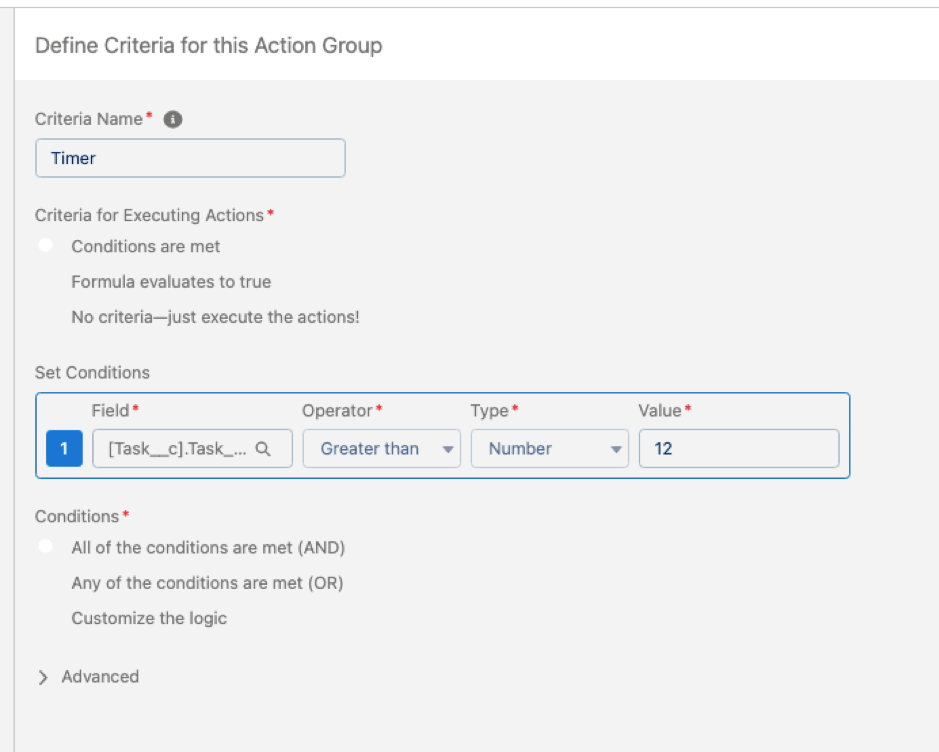 Define Criteria for this Action Group
Criteria Name*
Timer
Criteria for Executing Actions*
Conditions are met
Formula evaluates to true
No criteria—just execute the actions!
Set Conditions
Field* Operator* Type* Value*
1 [Task__c].Task_... Greater than Number 12
Conditions*
All of the conditions are met (AND)
Any of the conditions are met (OR)
Customize the logic
Advanced